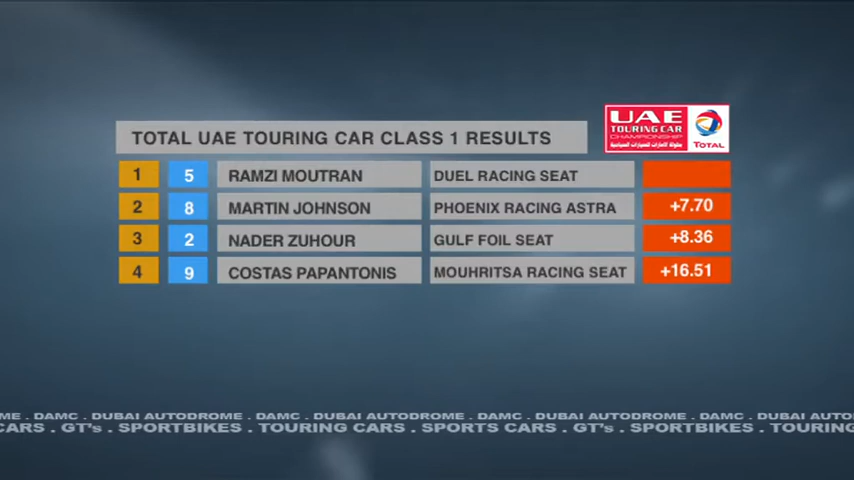 UAE
TOURING CAR
CHAMPIONSHIP
TOTAL
TOTAL UAE TOURING CAR CLASS 1 RESULTS
1 5 RAMZI MOUTRAN DUEL RACING SEAT
2 8 MARTIN JOHNSON PHOENIX RACING ASTRA +7.70
3 2 NADER ZUHOUR GULF FOIL SEAT +8.36
4 9 COSTAS PAPANTONIS MOUHRITSA RACING SEAT +16.51
ME . DAMC . DUBAI AUTODROME . DAMC . DUBAI AUTODROME . DAMC . DUBAI AUTODROME . DAMC . DUBAI AUTO
CARS . GT's . SPORTBIKES . TOURING CARS . SPORTS CARS . GT's . SPORTBIKES . TOURING